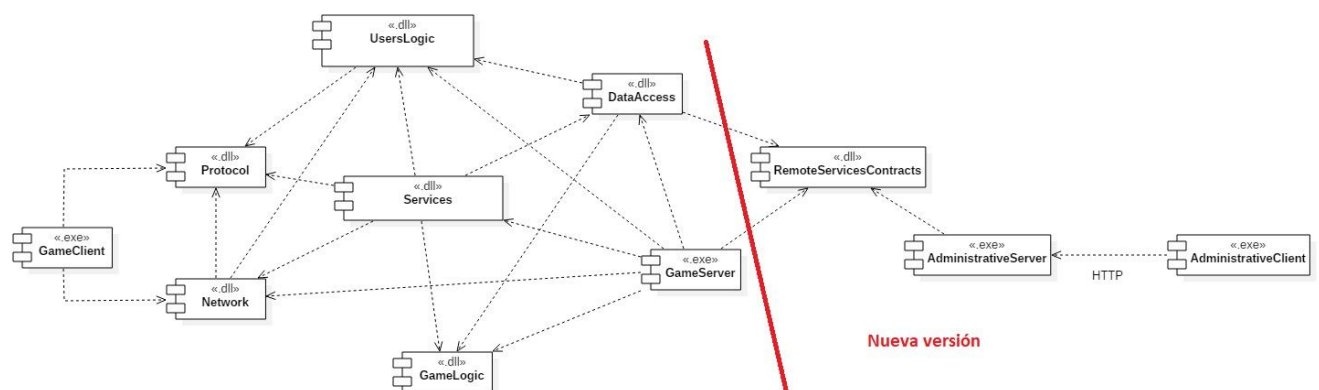 «.dll»
UsersLogic
«.dll»
DataAccess
«.dll»
Protocol
«.dll»
Services
«.dll»
RemoteServicesContracts
«.exe»
GameClient
«.exe»
GameServer
«.exe»
AdministrativeServer
HTTP
«.exe»
AdministrativeClient
«.dll»
Network
Nueva versión
«.dll»
GameLogic